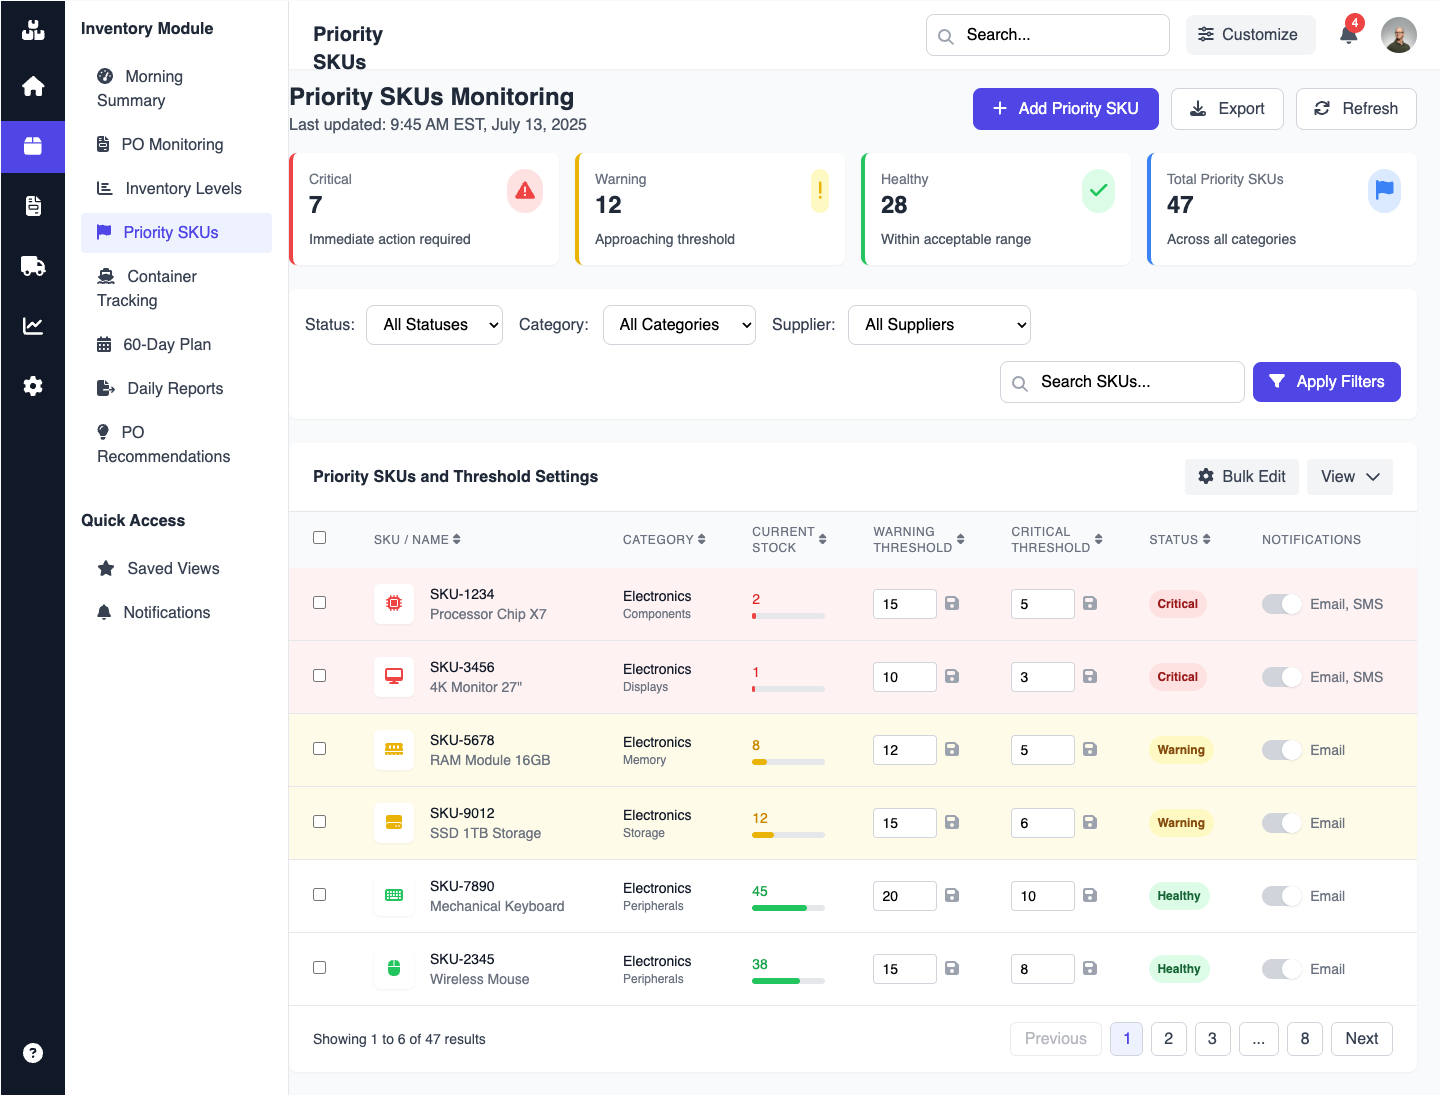 Inventory Module
Morning
Summary
PO Monitoring
Inventory Levels
Priority SKUs
Container
Tracking
60-Day Plan
Daily Reports
PO
Recommendations
Quick Access
Saved Views
Notifications
?
Priority
SKUs
Search...
Customize
4
Priority SKUs Monitoring
Last updated: 9:45 AM EST, July 13, 2025
+ Add Priority SKU
Export
Refresh
Critical
7
Immediate action required
Warning
12
Approaching threshold
Healthy
28
Within acceptable range
Total Priority SKUs
47
Across all categories
Status: All Statuses Category: All Categories Supplier: All Suppliers
Search SKUs... Apply Filters
Priority SKUs and Threshold Settings
Bulk Edit
View
SKU / NAME
CATEGORY
CURRENT
STOCK
WARNING
THRESHOLD
CRITICAL
THRESHOLD
STATUS
NOTIFICATIONS
SKU-1234
Processor Chip X7
Electronics
Components
2
15
5
Critical
Email, SMS
SKU-3456
4K Monitor 27"
Electronics
Displays
1
10
3
Critical
Email, SMS
SKU-5678
RAM Module 16GB
Electronics
Memory
8
12
5
Warning
Email
SKU-9012
SSD 1TB Storage
Electronics
Storage
12
15
6
Warning
Email
SKU-7890
Mechanical Keyboard
Electronics
Peripherals
45
20
10
Healthy
Email
SKU-2345
Wireless Mouse
Electronics
Peripherals
38
15
8
Healthy
Email
Showing 1 to 6 of 47 results
Previous 1 2 3 ... 8 Next